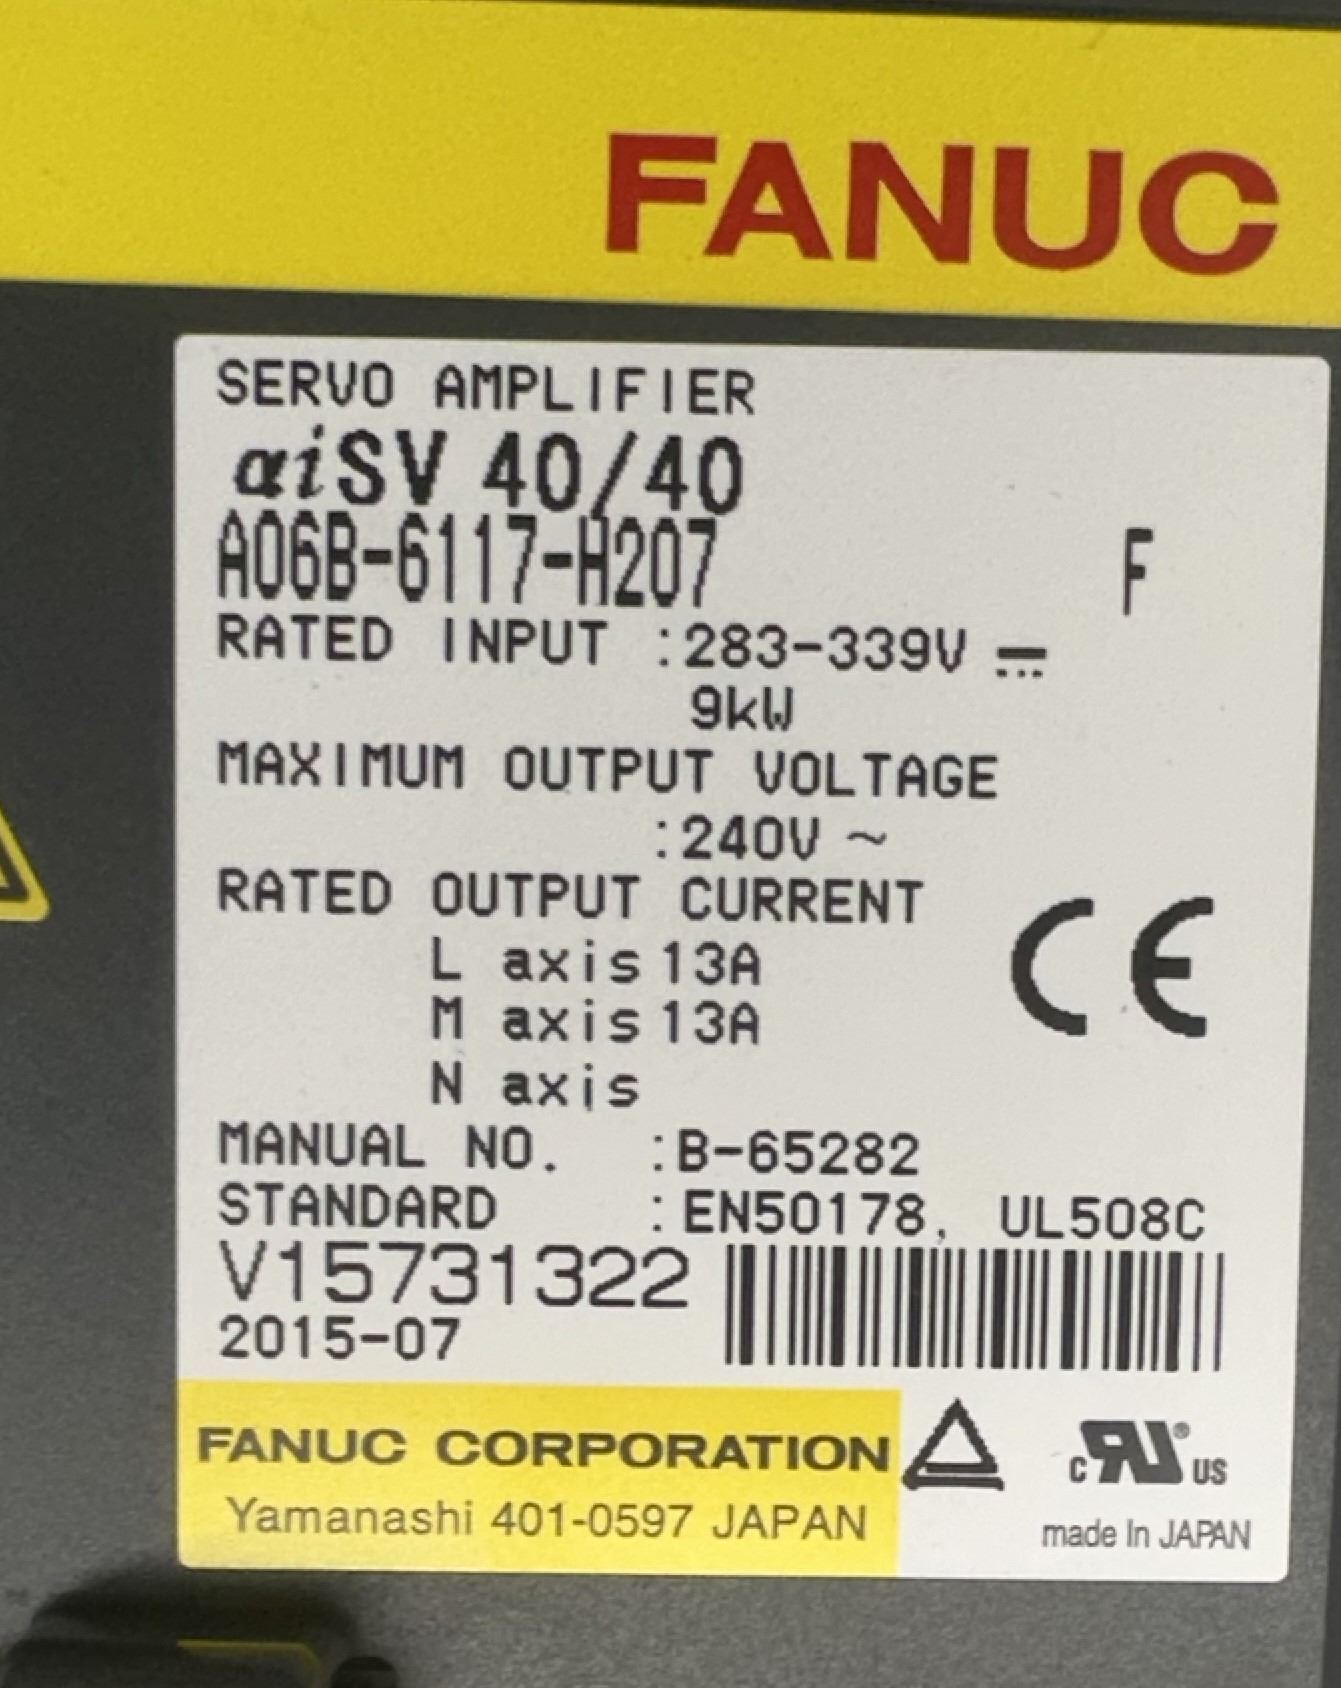 FANUC
SERVO AMPLIFIER
αiSV 40/40
A06B-6117-H207 F
RATED INPUT :283-339V ⎓
9kW
MAXIMUM OUTPUT VOLTAGE
:240V ~
RATED OUTPUT CURRENT
L axis 13A
M axis 13A
N axis
CE
MANUAL NO. :B-65282
STANDARD :EN50178, UL508C
V15731322
2015-07
FANUC CORPORATION
Yamanashi 401-0597 JAPAN
c RU ® US
made In JAPAN